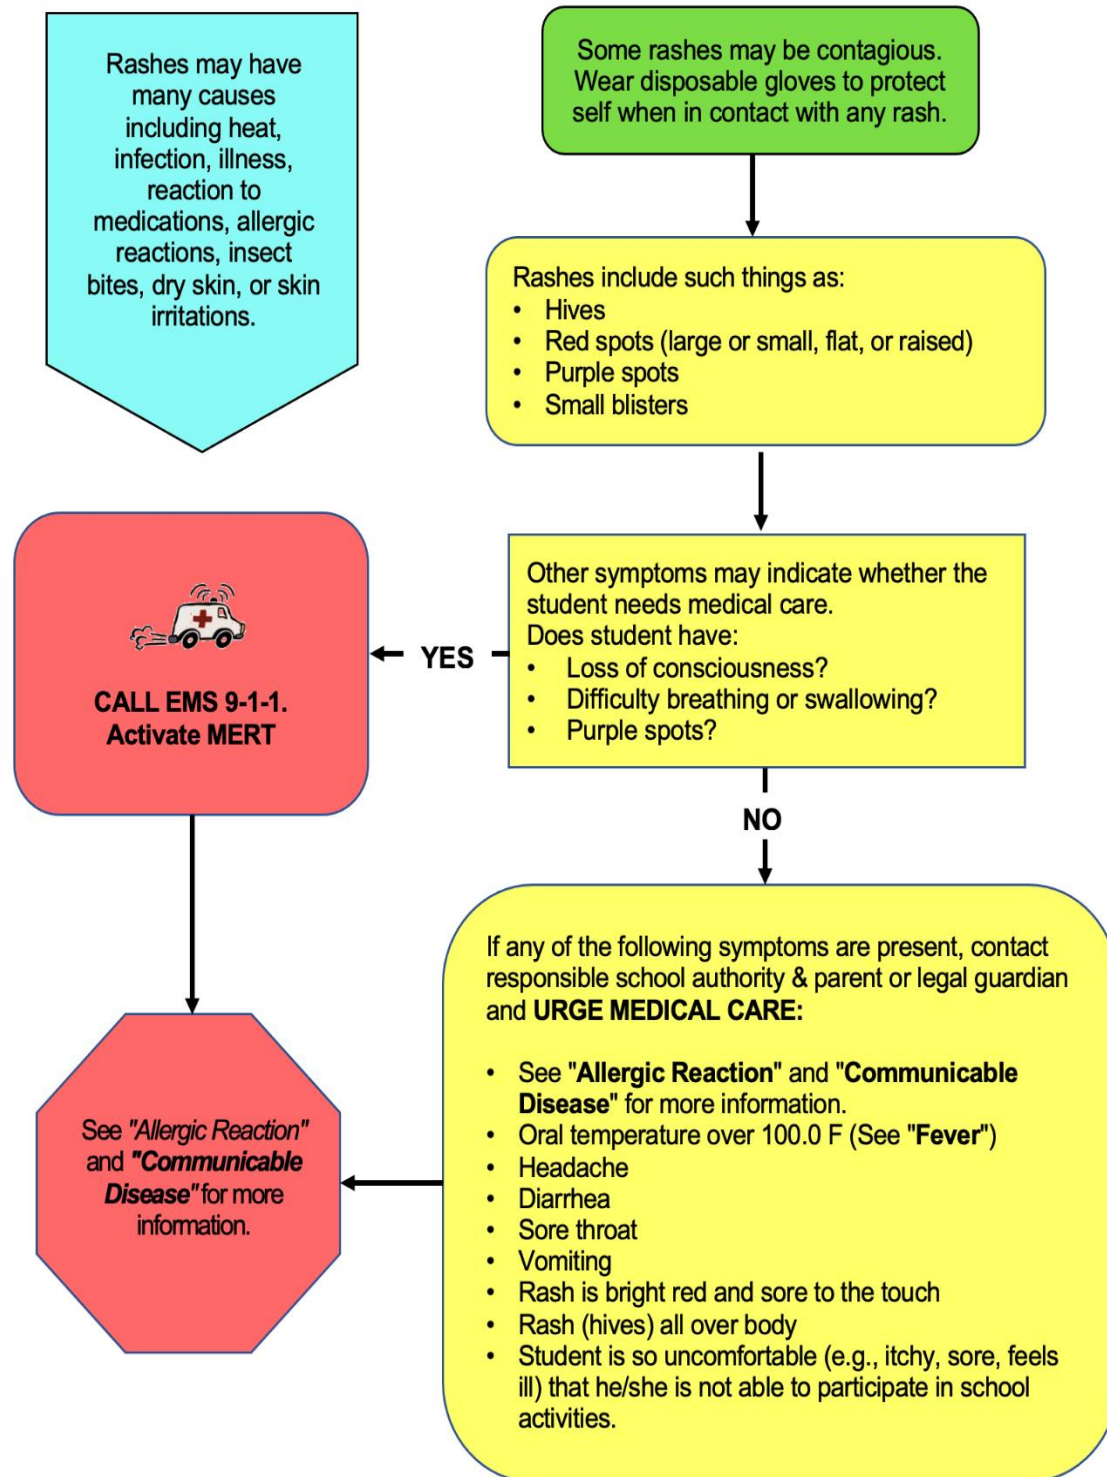 Rashes may have
many causes
including heat,
infection, illness,
reaction to
medications, allergic
reactions, insect
bites, dry skin, or skin
irritations.
Some rashes may be contagious.
Wear disposable gloves to protect
self when in contact with any rash.
Rashes include such things as:
• Hives
• Red spots (large or small, flat, or raised)
• Purple spots
• Small blisters
Other symptoms may indicate whether the
student needs medical care.
Does student have:
• Loss of consciousness?
• Difficulty breathing or swallowing?
• Purple spots?
YES
CALL EMS 9-1-1.
Activate MERT
NO
If any of the following symptoms are present, contact
responsible school authority & parent or legal guardian
and URGE MEDICAL CARE:
• See "Allergic Reaction" and "Communicable
Disease" for more information.
• Oral temperature over 100.0 F (See "Fever")
• Headache
• Diarrhea
• Sore throat
• Vomiting
• Rash is bright red and sore to the touch
• Rash (hives) all over body
• Student is so uncomfortable (e.g., itchy, sore, feels
ill) that he/she is not able to participate in school
activities.
See "Allergic Reaction"
and "Communicable
Disease" for more
information.